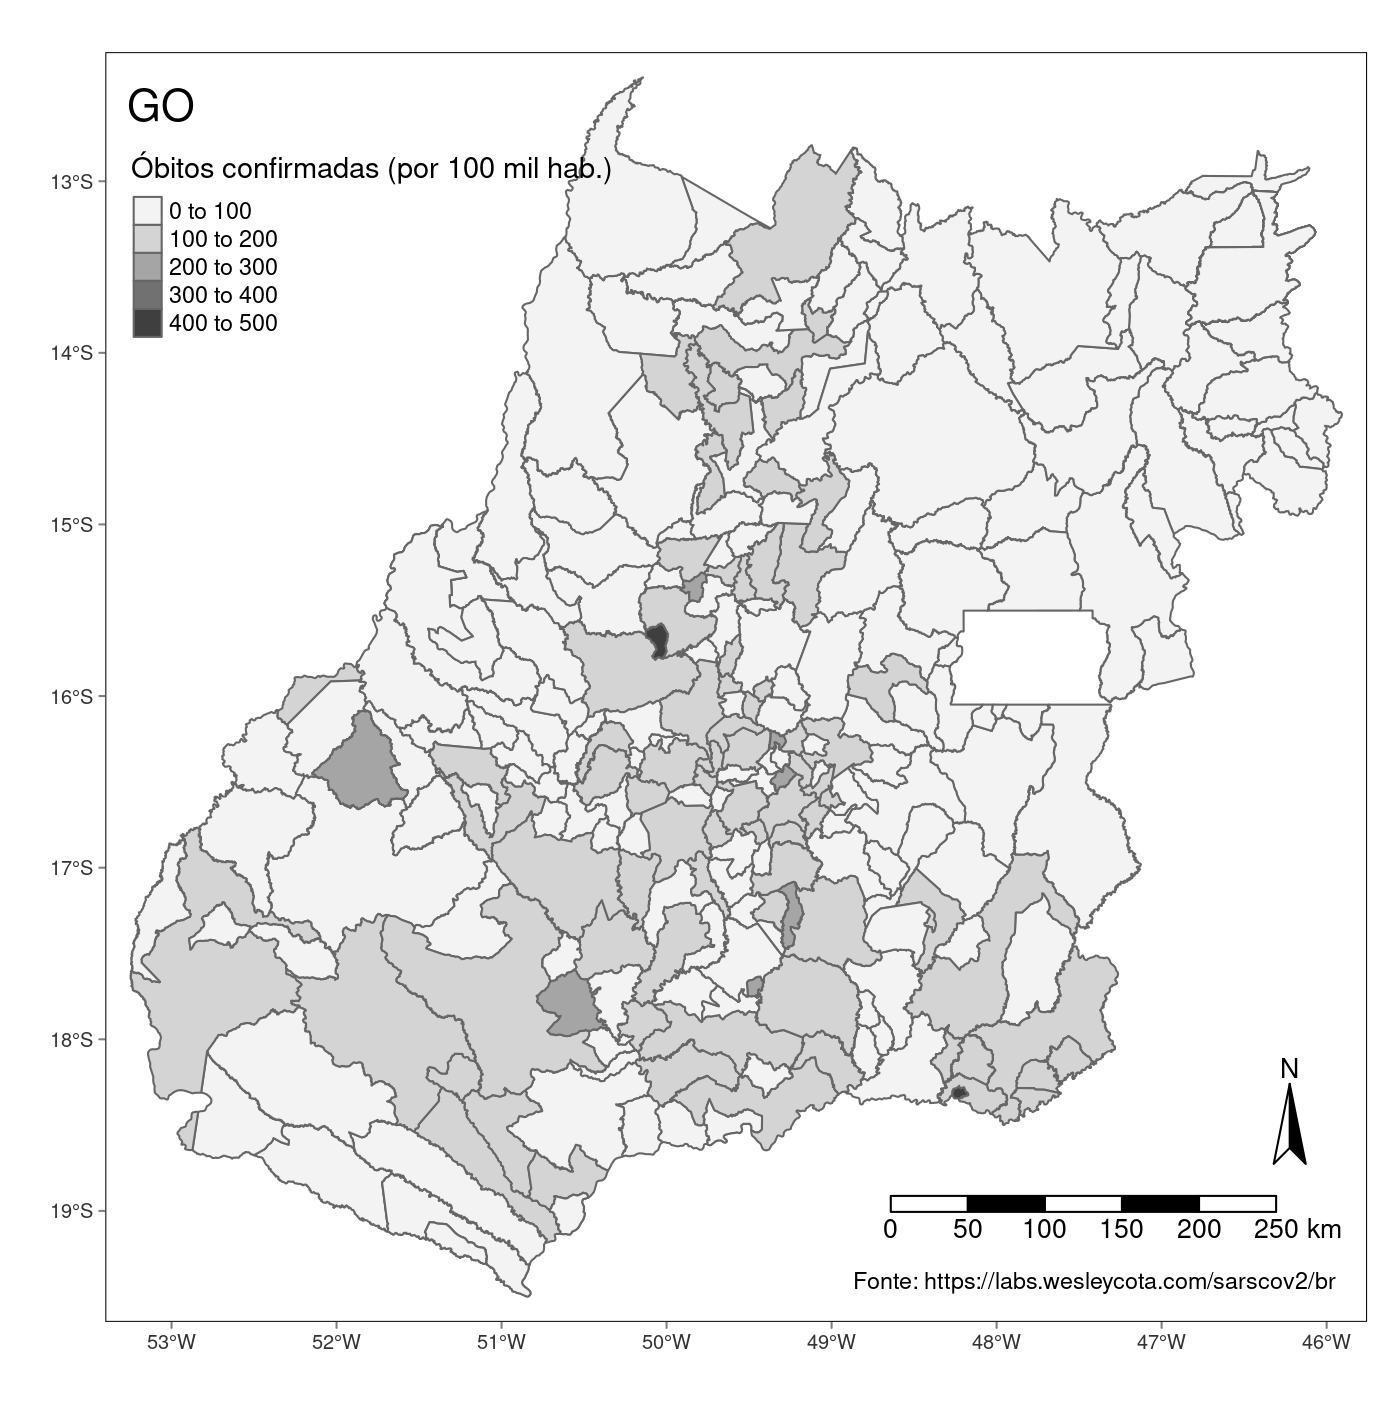 GO
Óbitos confirmadas (por 100 mil hab.)
0 to 100
100 to 200
200 to 300
300 to 400
400 to 500
13°S
14°S
15°S
16°S
17°S
18°S
19°S
N
0 50 100 150 200 250 km
Fonte: https://labs.wesleycota.com/sarscov2/br
53°W 52°W 51°W 50°W 49°W 48°W 47°W 46°W